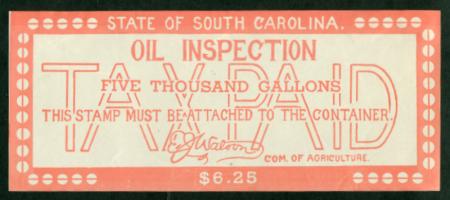 STATE OF SOUTH CAROLINA.
OIL INSPECTION
TAX PAID
FIVE THOUSAND GALLONS
THIS STAMP MUST BE ATTACHED TO THE CONTAINER.
COM. OF AGRICULTURE.
$6.25